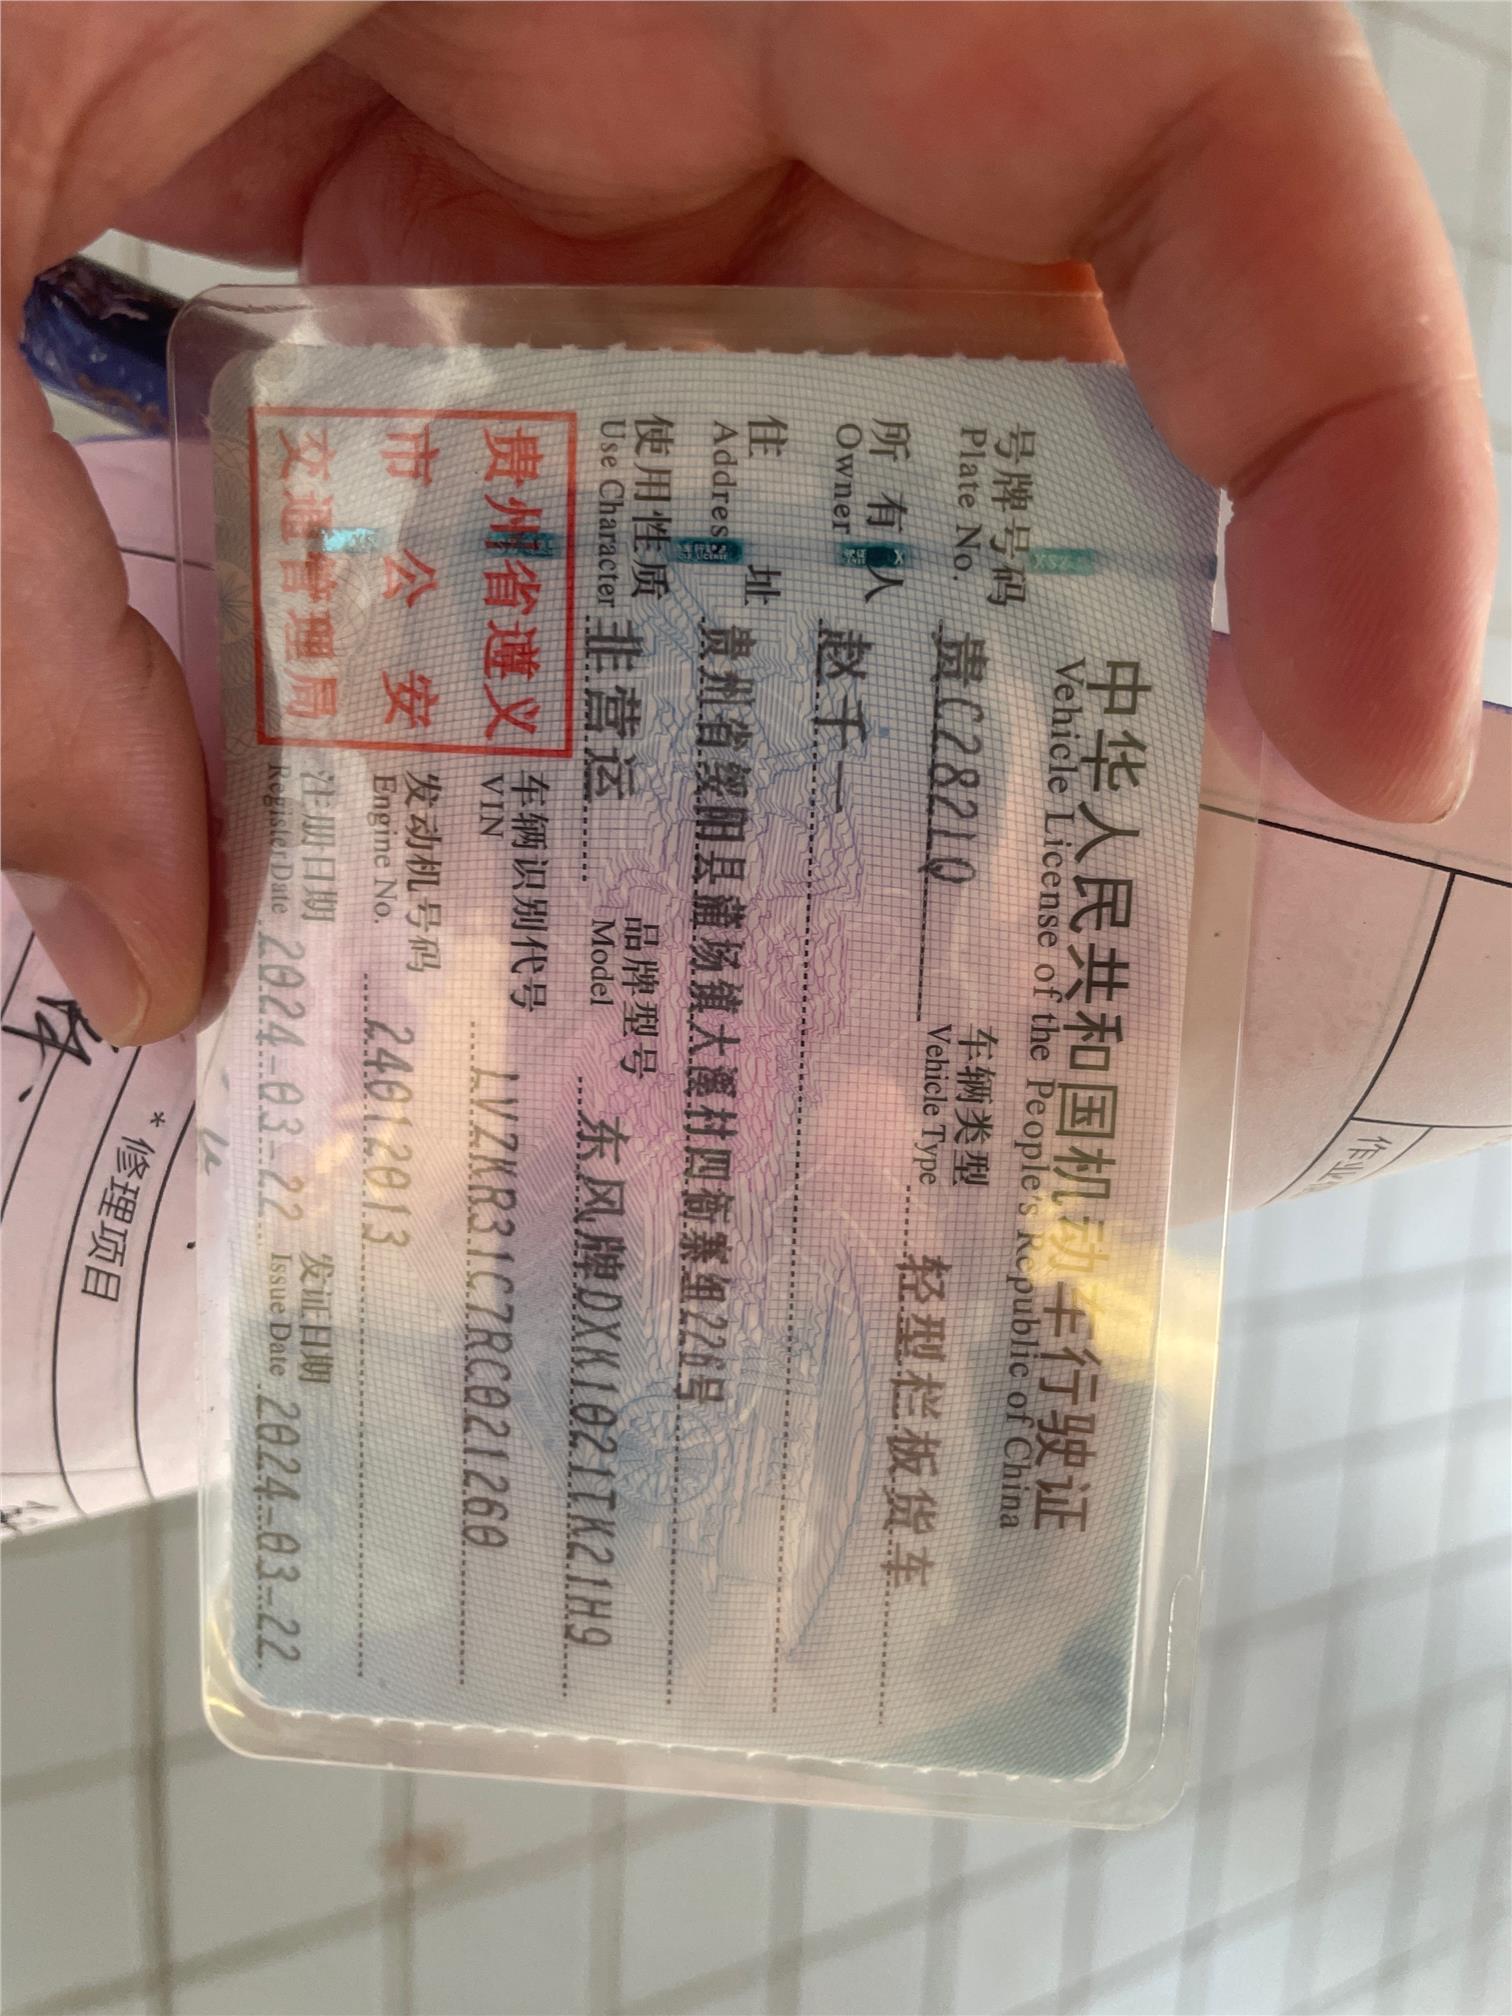 中华人民共和国机动车行驶证
Vehicle License of the People's Republic of China
号牌号码 贵C2821Q 车辆类型 轻型栏板货车
Plate No. Vehicle Type
所有人 赵千一
Owner
住址 贵州省绥阳县蒲场镇大溪村四衙寨组226号
Address
使用性质 非营运 品牌型号 东风牌DXK1021TK21H9
Use Character Model
贵州省遵义
市公安
交通管理局
车辆识别代号 LVZKR31C7RC021260
VIN
发动机号码 24012013
Engine No.
注册日期 2024-03-22 发证日期 2024-03-22
Register Date Issue Date
*修理项目
作业